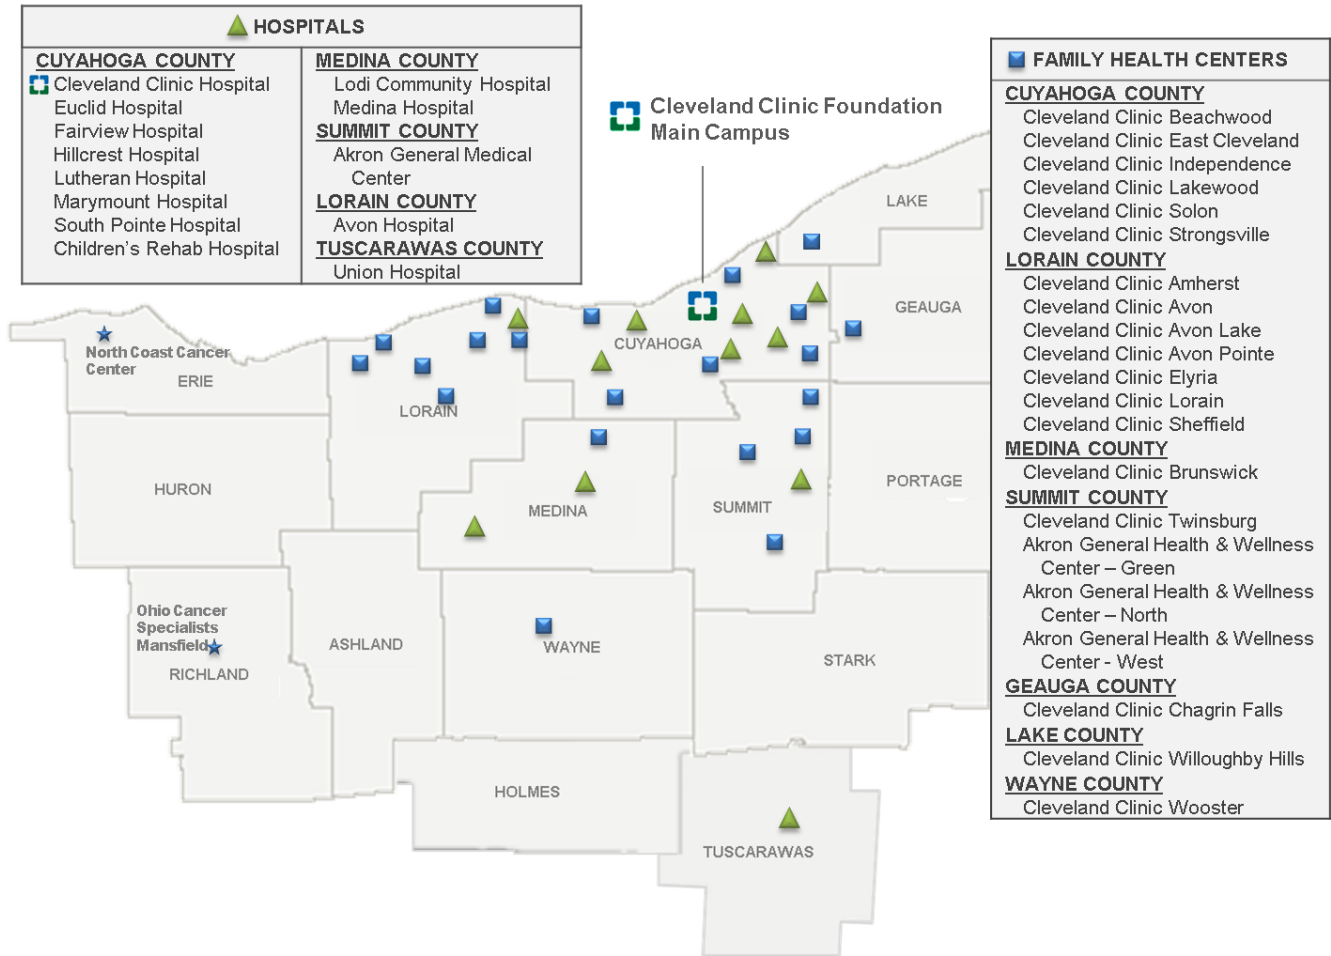 HOSPITALS
CUYAHOGA COUNTY
Cleveland Clinic Hospital
Euclid Hospital
Fairview Hospital
Hillcrest Hospital
Lutheran Hospital
Marymount Hospital
South Pointe Hospital
Children's Rehab Hospital
MEDINA COUNTY
Lodi Community Hospital
Medina Hospital
SUMMIT COUNTY
Akron General Medical
Center
LORAIN COUNTY
Avon Hospital
TUSCARAWAS COUNTY
Union Hospital
Cleveland Clinic Foundation
Main Campus
FAMILY HEALTH CENTERS
CUYAHOGA COUNTY
Cleveland Clinic Beachwood
Cleveland Clinic East Cleveland
Cleveland Clinic Independence
Cleveland Clinic Lakewood
Cleveland Clinic Solon
Cleveland Clinic Strongsville
LORAIN COUNTY
Cleveland Clinic Amherst
Cleveland Clinic Avon
Cleveland Clinic Avon Lake
Cleveland Clinic Avon Pointe
Cleveland Clinic Elyria
Cleveland Clinic Lorain
Cleveland Clinic Sheffield
MEDINA COUNTY
Cleveland Clinic Brunswick
SUMMIT COUNTY
Cleveland Clinic Twinsburg
Akron General Health & Wellness
Center – Green
Akron General Health & Wellness
Center – North
Akron General Health & Wellness
Center - West
GEAUGA COUNTY
Cleveland Clinic Chagrin Falls
LAKE COUNTY
Cleveland Clinic Willoughby Hills
WAYNE COUNTY
Cleveland Clinic Wooster
LAKE
GEAUGA
CUYAHOGA
North Coast Cancer
Center
ERIE
LORAIN
HURON
MEDINA
SUMMIT
PORTAGE
Ohio Cancer
Specialists
Mansfield
RICHLAND
ASHLAND
WAYNE
STARK
HOLMES
TUSCARAWAS